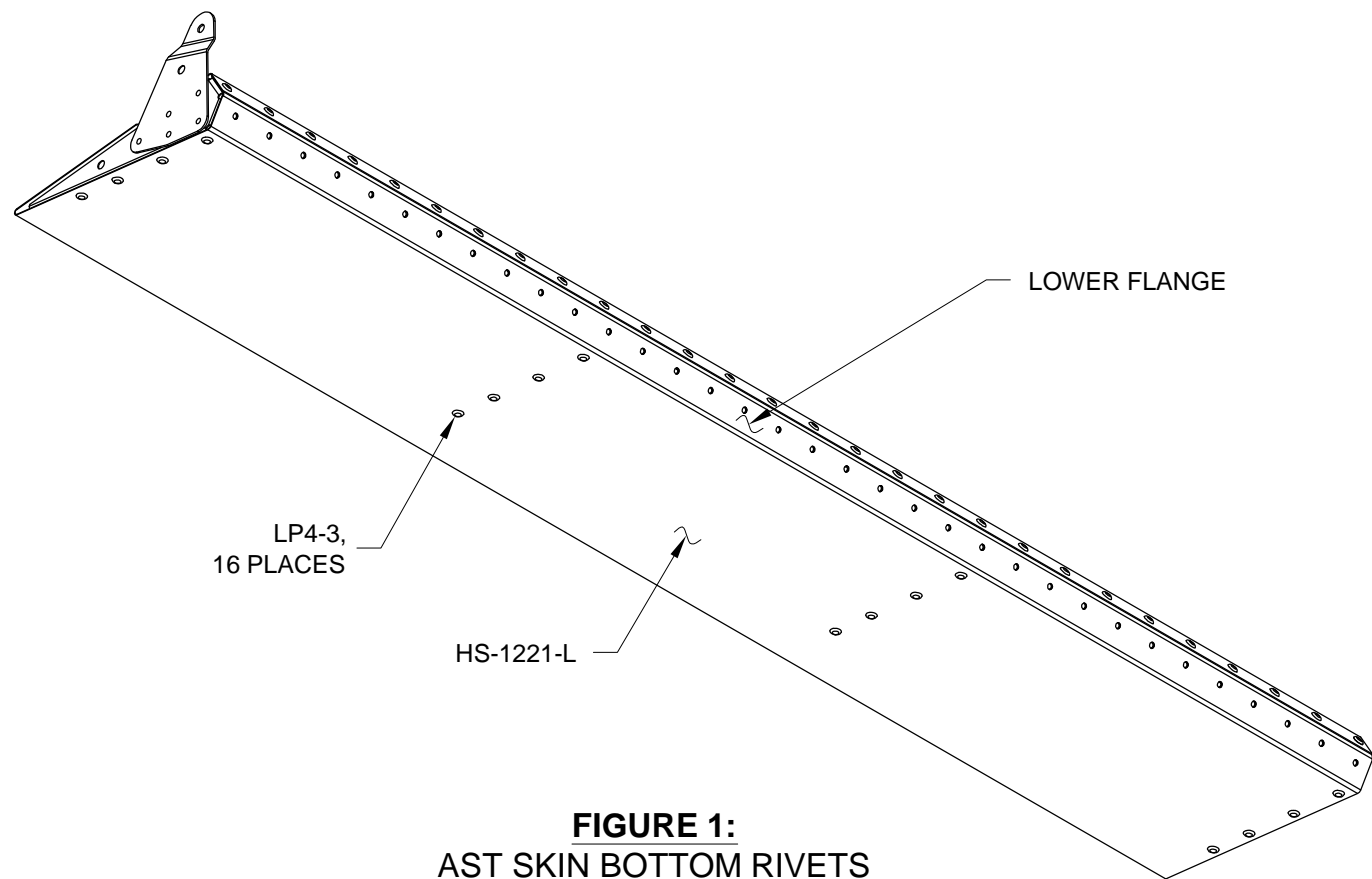 LOWER FLANGE
LP4-3,
16 PLACES
HS-1221-L
FIGURE 1:
AST SKIN BOTTOM RIVETS